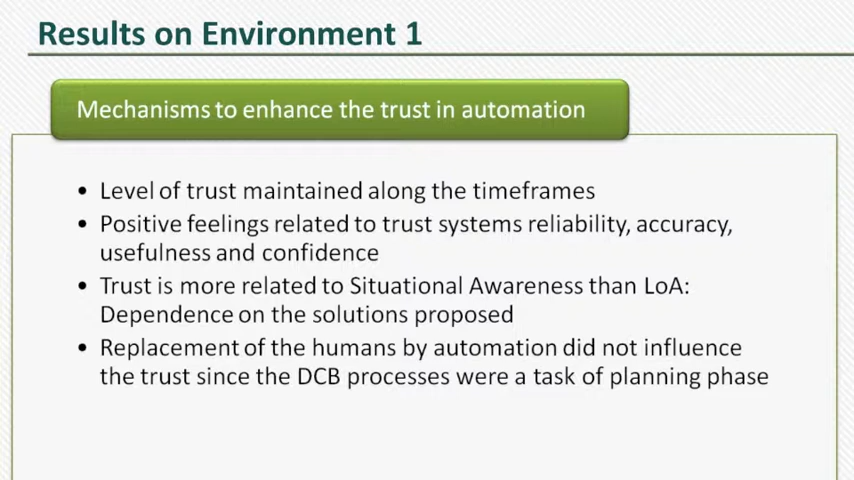 Results on Environment 1
Mechanisms to enhance the trust in automation
• Level of trust maintained along the timeframes
• Positive feelings related to trust systems reliability, accuracy,
usefulness and confidence
• Trust is more related to Situational Awareness than LoA:
Dependence on the solutions proposed
• Replacement of the humans by automation did not influence
the trust since the DCB processes were a task of planning phase